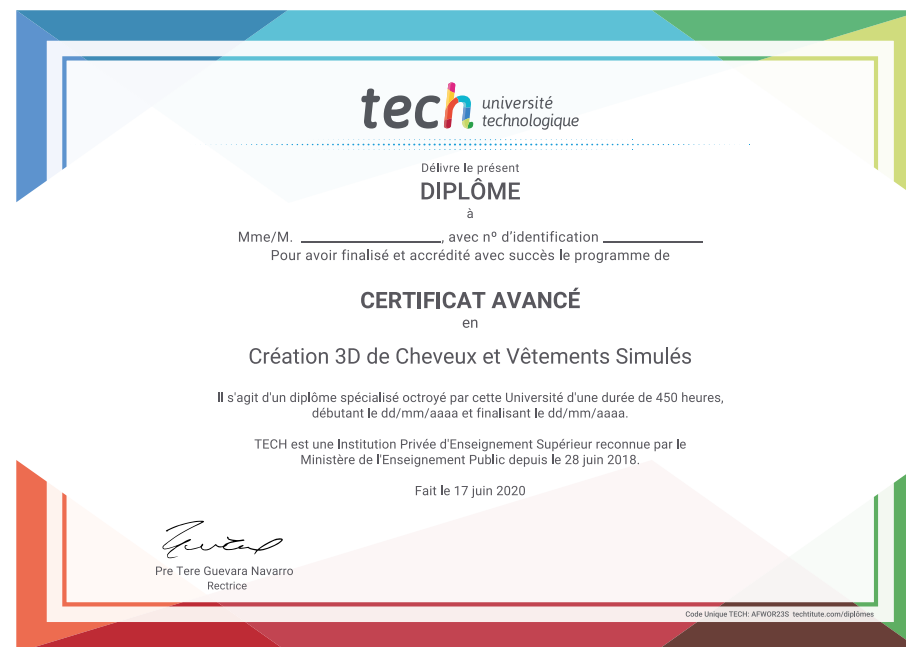 tech université
technologique
Délivre le présent
DIPLÔME
à
Mme/M. ____________________, avec nº d'identification ______________
Pour avoir finalisé et accrédité avec succès le programme de
CERTIFICAT AVANCÉ
en
Création 3D de Cheveux et Vêtements Simulés
Il s'agit d'un diplôme spécialisé octroyé par cette Université d'une durée de 450 heures,
débutant le dd/mm/aaaa et finalisant le dd/mm/aaaa.
TECH est une Institution Privée d'Enseignement Supérieur reconnue par le
Ministère de l'Enseignement Public depuis le 28 juin 2018.
Fait le 17 juin 2020
Pre Tere Guevara Navarro
Rectrice
Code Unique TECH: AFWOR23S techtitute.com/diplômes